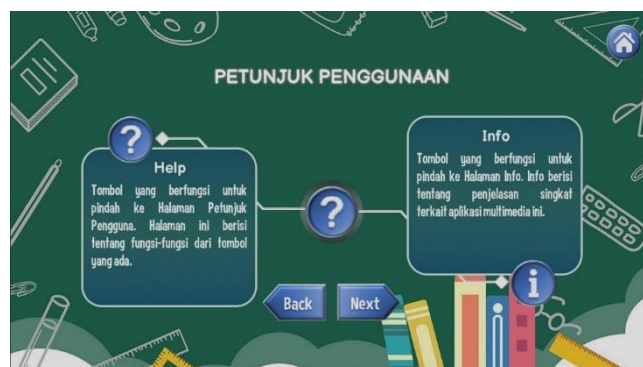 PETUNJUK PENGGUNAAN
?
Help
Tombol yang berfungsi untuk
pindah ke Halaman Petunjuk
Pengguna. Halaman ini berisi
tentang fungsi-fungsi dari tombol
yang ada.
?
Info
Tombol yang berfungsi untuk
pindah ke Halaman Info. Info berisi
tentang penjelasan singkat
terkait aplikasi multimedia ini.
i
Back
Next